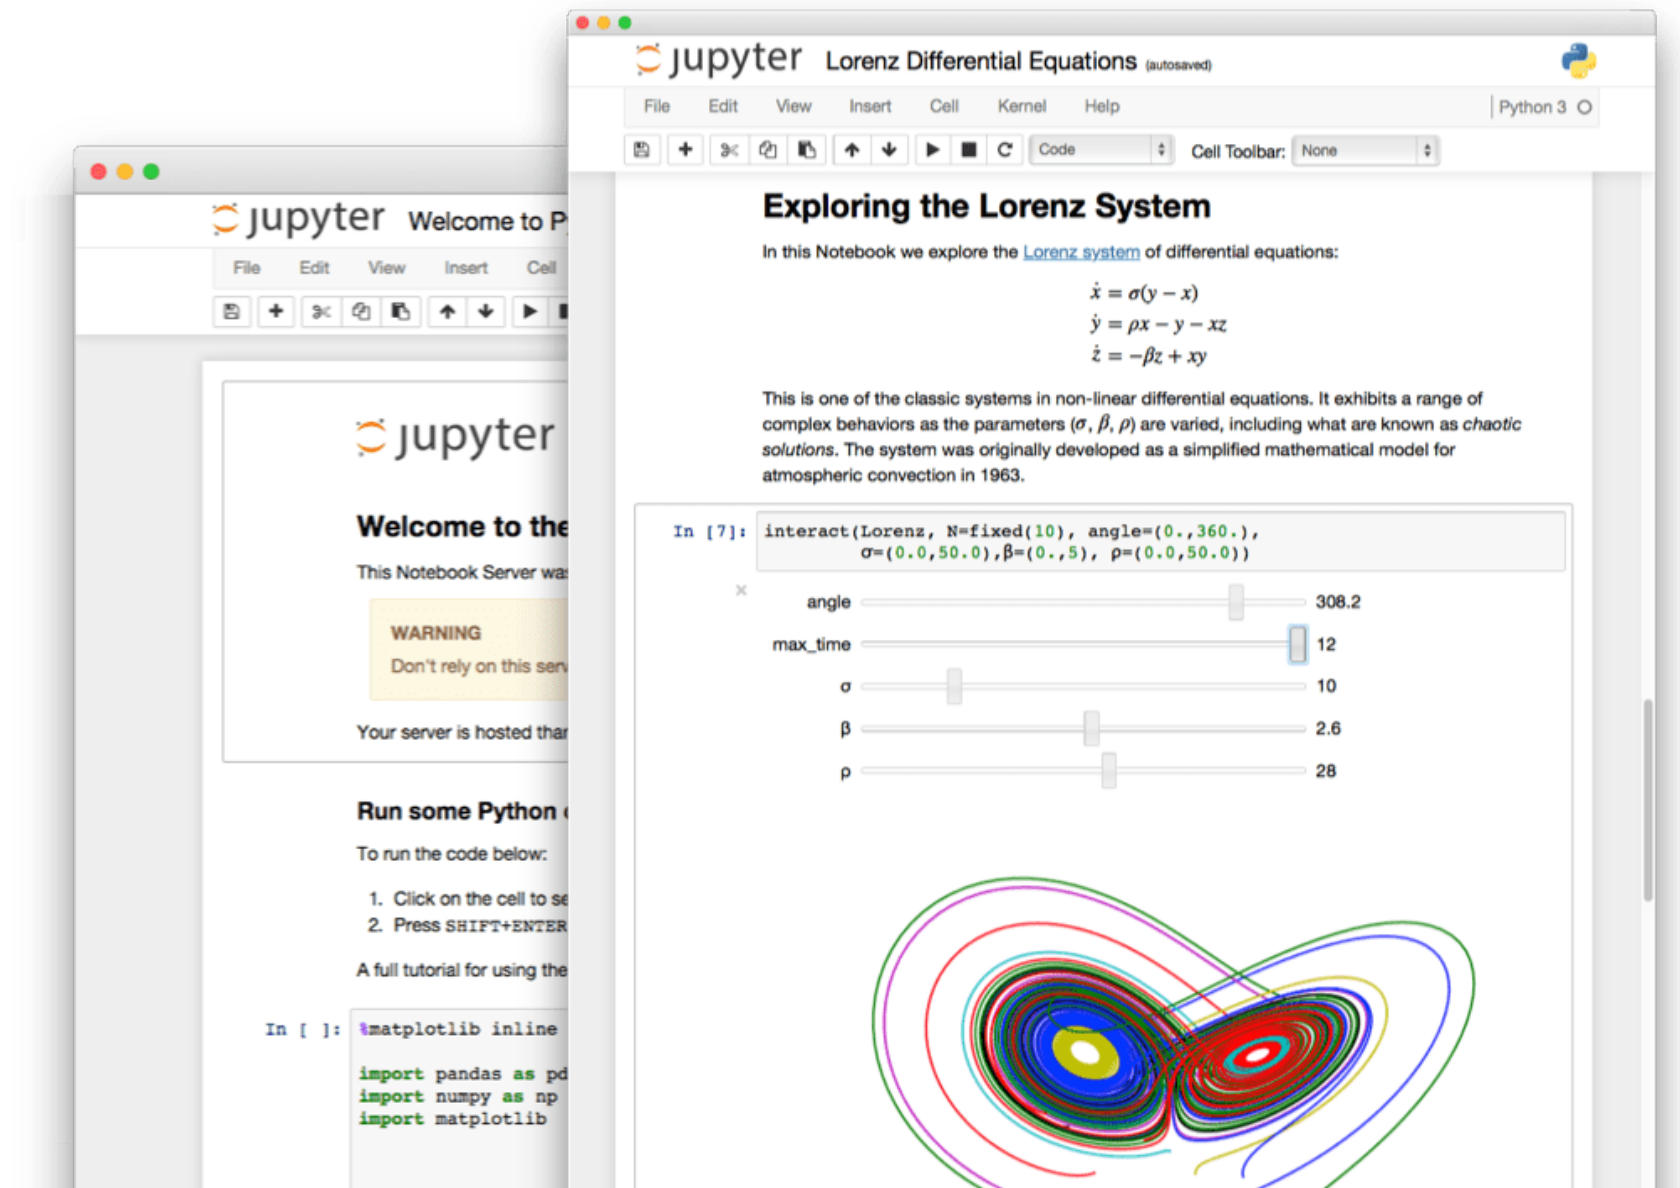 jupyter Lorenz Differential Equations (autosaved)
File Edit View Insert Cell Kernel Help Python 3
Code Cell Toolbar: None
Exploring the Lorenz System
In this Notebook we explore the Lorenz system of differential equations:
ẋ = σ(y − x)
ẏ = ρx − y − xz
ż = −βz + xy
This is one of the classic systems in non-linear differential equations. It exhibits a range of
complex behaviors as the parameters (σ, β, ρ) are varied, including what are known as chaotic
solutions. The system was originally developed as a simplified mathematical model for
atmospheric convection in 1963.
In [7]: interact(Lorenz, N=fixed(10), angle=(0.,360.),
σ=(0.0,50.0),β=(0.,5), ρ=(0.0,50.0))
angle 308.2
max_time 12
σ 10
β 2.6
ρ 28
jupyter Welcome to P
File Edit View Insert Cell
jupyter
Welcome to the
This Notebook Server was
WARNING
Don't rely on this serv
Your server is hosted than
Run some Python
To run the code below:
1. Click on the cell to se
2. Press SHIFT+ENTER
A full tutorial for using the
In [ ]: %matplotlib inline
import pandas as pd
import numpy as np
import matplotlib